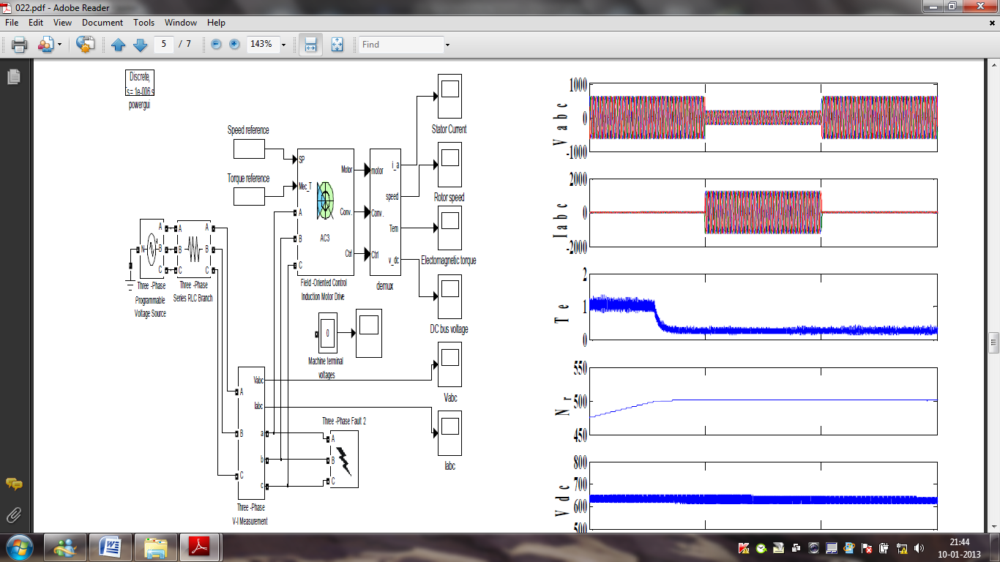 022.pdf - Adobe Reader
File Edit View Document Tools Window Help
5 / 7 143% Find
Discrete,
s = 1e-006 s
powergui
Speed reference
Torque reference
SP
Mec_T
A
B
C
Motor
Conv.
Ctrl
AC3
Field -Oriented Control
Induction Motor Drive
motor
Conv.
Ctrl
i_a
speed
Tem
v_dc
demux
Stator Current
Rotor speed
Electomagnetic torque
DC bus voltage
Vabc
Iabc
N
A
B
C
Three -Phase
Programmable
Voltage Source
A
B
C
A
B
C
Three -Phase
Series RLC Branch
0
Machine terminal
voltages
A
B
C
Vabc
Iabc
a
b
c
Three -Phase
V-I Measurement
Three -Phase Fault 2
A
B
C
Vabc
1000
0
-1000
Iabc
2000
0
-2000
Te
2
1
0
Nr
550
500
450
Vdc
800
700
600
500
21:44
10-01-2013